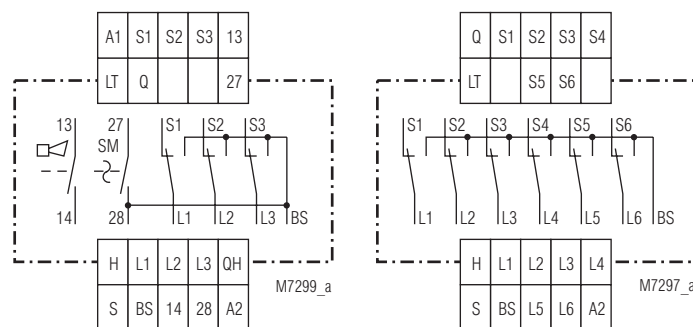 A1 S1 S2 S3 13
LT Q 27
13 27 S1 S2 S3
SM
14 28 L1 L2 L3 BS
H L1 L2 L3 QH
S BS 14 28 A2
M7299_a
Q S1 S2 S3 S4
LT S5 S6
S1 S2 S3 S4 S5 S6
L1 L2 L3 L4 L5 L6 BS
H L1 L2 L3 L4
S BS L5 L6 A2
M7297_a